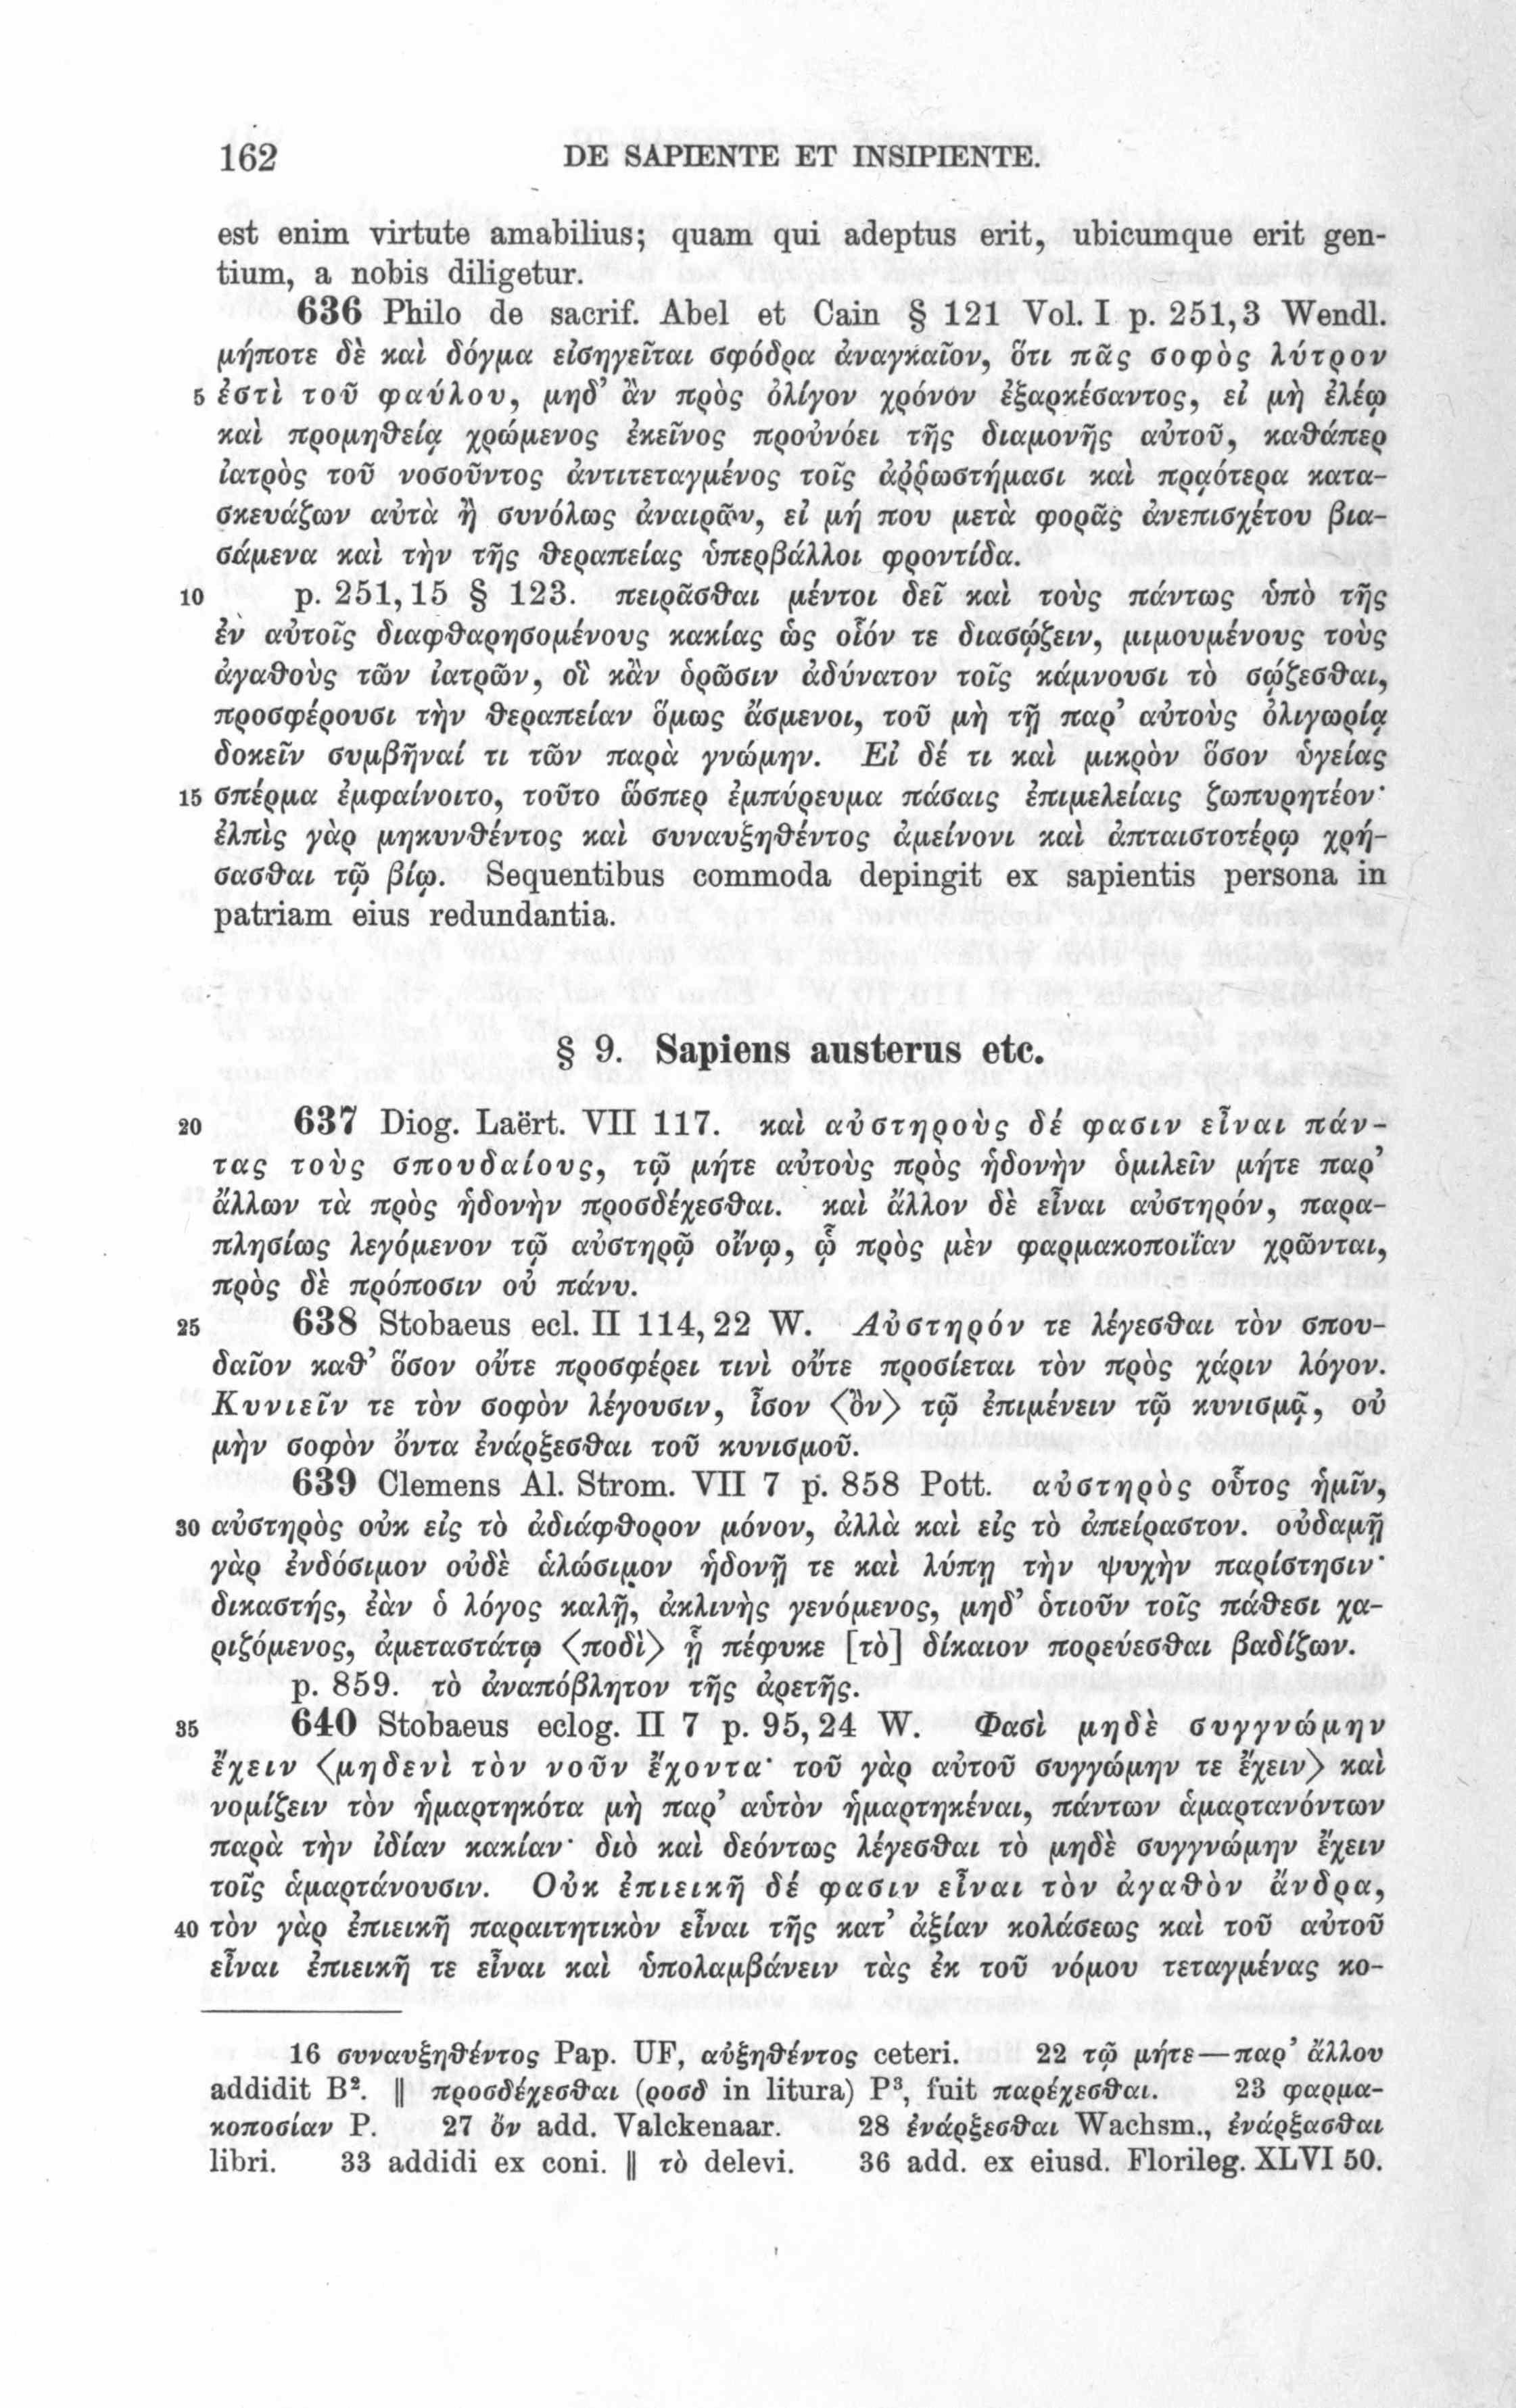 162 DE SAPIENTE ET INSIPIENTE.
est enim virtute amabilius; quam qui adeptus erit, ubicumque erit gen-
tium, a nobis diligetur.
636 Philo de sacrif. Abel et Cain § 121 Vol. I p. 251,3 Wendl.
μήποτε δὲ καὶ δόγμα εἰσηγεῖται σφόδρα ἀναγκαῖον, ὅτι πᾶς σοφὸς λύτρον
5 ἐστὶ τοῦ φαύλου, μηδ’ ἂν πρὸς ὀλίγον χρόνον ἐξαρκέσαντος, εἰ μὴ ἐλέῳ
καὶ προμηθείᾳ χρώμενος ἐκεῖνος προὐνόει τῆς διαμονῆς αὐτοῦ, καθάπερ
ἰατρὸς τοῦ νοσοῦντος ἀντιτεταγμένος τοῖς ἀῤῥωστήμασι καὶ πρᾳότερα κατα-
σκευάζων αὐτὰ ἢ συνόλως ἀναιρῶν, εἰ μή που μετὰ φορᾶς ἀνεπισχέτου βια-
σάμενα καὶ τὴν τῆς θεραπείας ὑπερβάλλοι φροντίδα.
10 p. 251,15 § 123. πειρᾶσθαι μέντοι δεῖ καὶ τοὺς πάντως ὑπὸ τῆς
ἐν αὐτοῖς διαφθαρησομένους κακίας ὡς οἷόν τε διασῴζειν, μιμουμένους τοὺς
ἀγαθοὺς τῶν ἰατρῶν, οἳ κἂν ὁρῶσιν ἀδύνατον τοῖς κάμνουσι τὸ σῴζεσθαι,
προσφέρουσι τὴν θεραπείαν ὅμως ἄσμενοι, τοῦ μὴ τῇ παρ’ αὐτοὺς ὀλιγωρίᾳ
δοκεῖν συμβῆναί τι τῶν παρὰ γνώμην. Εἰ δέ τι καὶ μικρὸν ὅσον ὑγείας
15 σπέρμα ἐμφαίνοιτο, τοῦτο ὥσπερ ἐμπύρευμα πάσαις ἐπιμελείαις ζωπυρητέον·
ἐλπὶς γὰρ μηκυνθέντος καὶ συναυξηθέντος ἀμείνονι καὶ ἀπταιστοτέρῳ χρή-
σασθαι τῷ βίῳ. Sequentibus commoda depingit ex sapientis persona in
patriam eius redundantia.
§ 9. Sapiens austerus etc.
20 637 Diog. Laërt. VII 117. καὶ αὐστηροὺς δέ φασιν εἶναι πάν-
τας τοὺς σπουδαίους, τῷ μήτε αὐτοὺς πρὸς ἡδονὴν ὁμιλεῖν μήτε παρ’
ἄλλων τὰ πρὸς ἡδονὴν προσδέχεσθαι. καὶ ἄλλον δὲ εἶναι αὐστηρόν, παρα-
πλησίως λεγόμενον τῷ αὐστηρῷ οἴνῳ, ᾧ πρὸς μὲν φαρμακοποιΐαν χρῶνται,
πρὸς δὲ πρόποσιν οὐ πάνυ.
25 638 Stobaeus ecl. II 114,22 W. Αὐστηρόν τε λέγεσθαι τὸν σπου-
δαῖον καθ’ ὅσον οὔτε προσφέρει τινὶ οὔτε προσίεται τὸν πρὸς χάριν λόγον.
Κυνιεῖν τε τὸν σοφὸν λέγουσιν, ἶσον ⟨ὂν⟩ τῷ ἐπιμένειν τῷ κυνισμῷ, οὐ
μὴν σοφὸν ὄντα ἐνάρξεσθαι τοῦ κυνισμοῦ.
639 Clemens Al. Strom. VII 7 p. 858 Pott. αὐστηρὸς οὗτος ἡμῖν,
30 αὐστηρὸς οὐκ εἰς τὸ ἀδιάφθορον μόνον, ἀλλὰ καὶ εἰς τὸ ἀπείραστον. οὐδαμῇ
γὰρ ἐνδόσιμον οὐδὲ ἁλώσιμον ἡδονῇ τε καὶ λύπῃ τὴν ψυχὴν παρίστησιν·
δικαστής, ἐὰν ὁ λόγος καλῇ, ἀκλινὴς γενόμενος, μηδ’ ὁτιοῦν τοῖς πάθεσι χα-
ριζόμενος, ἀμεταστάτῳ ⟨ποδὶ⟩ ᾗ πέφυκε [τὸ] δίκαιον πορεύεσθαι βαδίζων.
p. 859. τὸ ἀναπόβλητον τῆς ἀρετῆς.
35 640 Stobaeus eclog. II 7 p. 95,24 W. Φασὶ μηδὲ συγγνώμην
ἔχειν ⟨μηδενὶ τὸν νοῦν ἔχοντα· τοῦ γὰρ αὐτοῦ συγγώμην τε ἔχειν⟩ καὶ
νομίζειν τὸν ἡμαρτηκότα μὴ παρ’ αὑτὸν ἡμαρτηκέναι, πάντων ἁμαρτανόντων
παρὰ τὴν ἰδίαν κακίαν· διὸ καὶ δεόντως λέγεσθαι τὸ μηδὲ συγγνώμην ἔχειν
τοῖς ἁμαρτάνουσιν. Οὐκ ἐπιεικῆ δέ φασιν εἶναι τὸν ἀγαθὸν ἄνδρα,
40 τὸν γὰρ ἐπιεικῆ παραιτητικὸν εἶναι τῆς κατ’ ἀξίαν κολάσεως καὶ τοῦ αὐτοῦ
εἶναι ἐπιεικῆ τε εἶναι καὶ ὑπολαμβάνειν τὰς ἐκ τοῦ νόμου τεταγμένας κο-
16 συναυξηθέντος Pap. UF, αὐξηθέντος ceteri. 22 τῷ μήτε—παρ’ ἄλλου
addidit B². ‖ προσδέχεσθαι (ροσδ in litura) P³, fuit παρέχεσθαι. 23 φαρμα-
κοποσίαν P. 27 ὄν add. Valckenaar. 28 ἐνάρξεσθαι Wachsm., ἐνάρξασθαι
libri. 33 addidi ex coni. ‖ τὸ delevi. 36 add. ex eiusd. Florileg. XLVI 50.